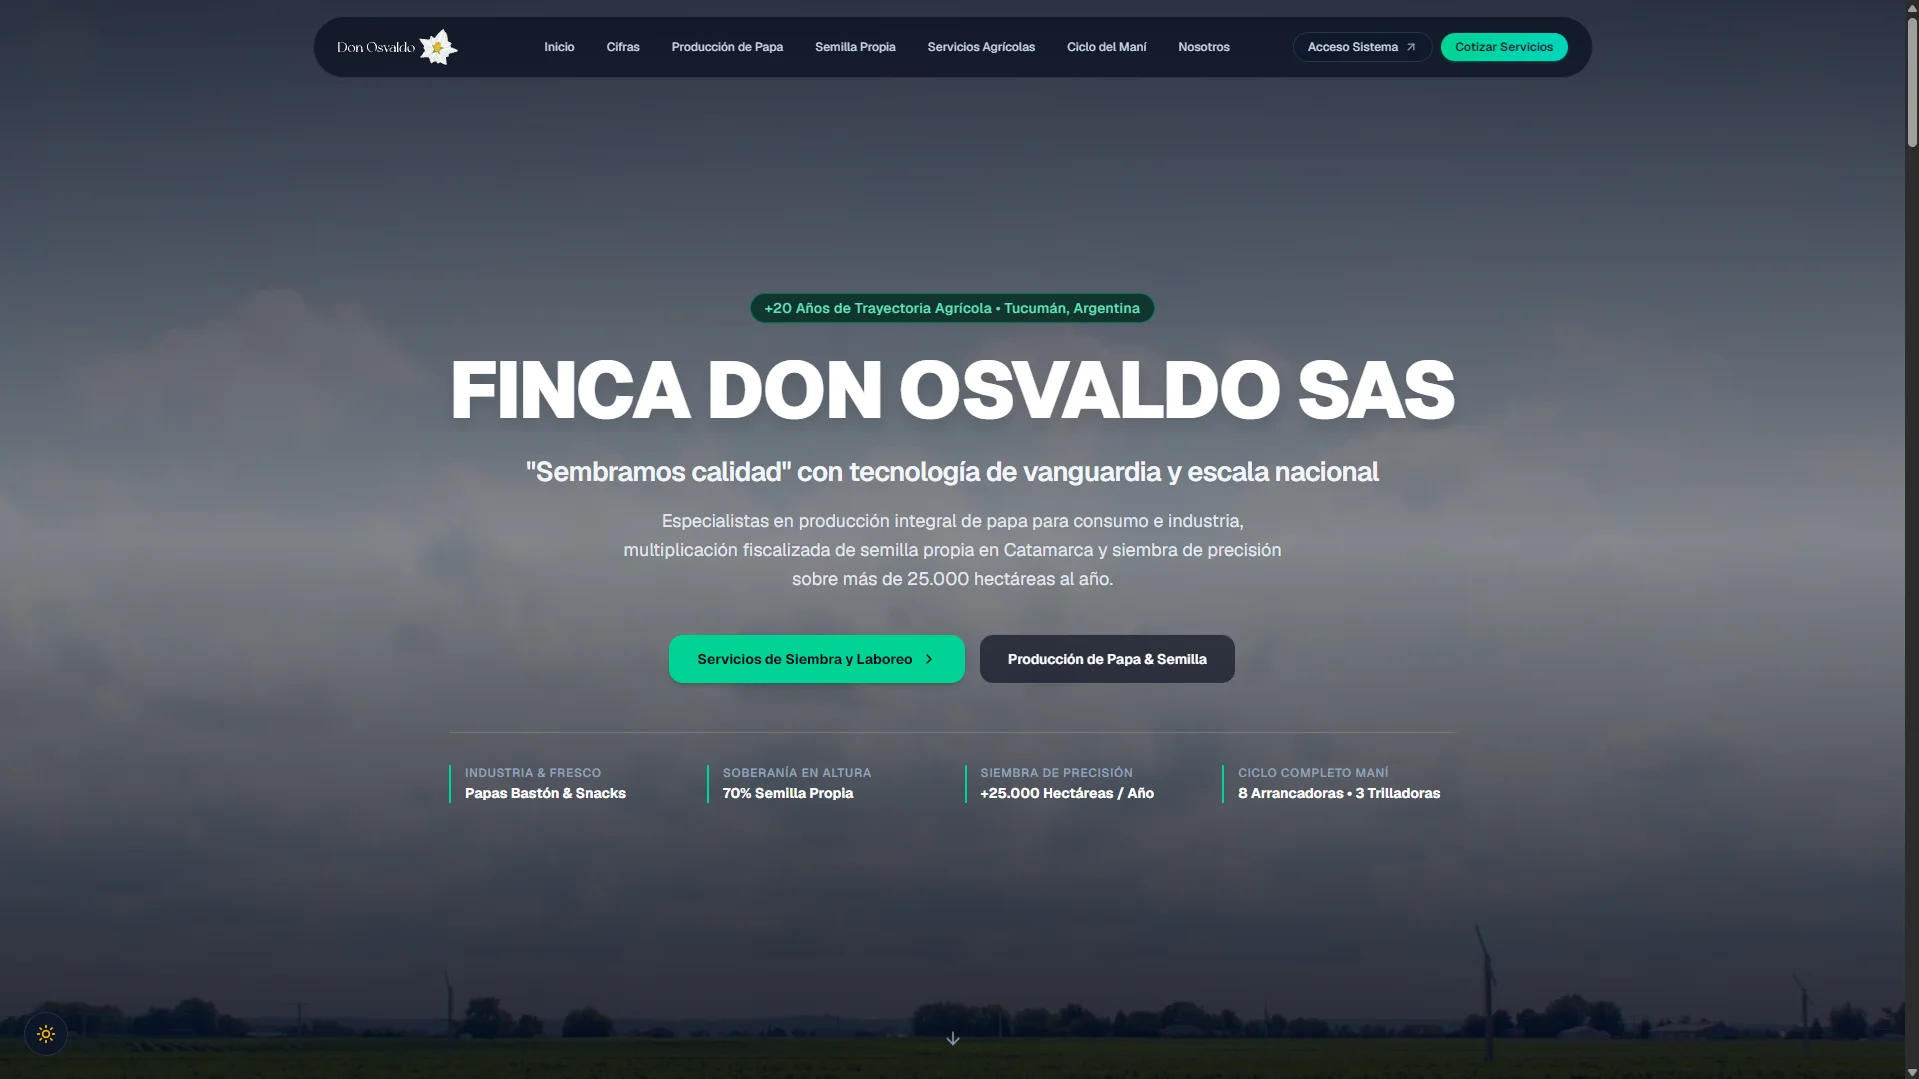 Don Osvaldo
Inicio
Cifras
Producción de Papa
Semilla Propia
Servicios Agrícolas
Ciclo del Maní
Nosotros
Acceso Sistema
Cotizar Servicios
+20 Años de Trayectoria Agrícola • Tucumán, Argentina
FINCA DON OSVALDO SAS
"Sembramos calidad" con tecnología de vanguardia y escala nacional
Especialistas en producción integral de papa para consumo e industria,
multiplicación fiscalizada de semilla propia en Catamarca y siembra de precisión
sobre más de 25.000 hectáreas al año.
Servicios de Siembra y Laboreo
Producción de Papa & Semilla
INDUSTRIA & FRESCO
Papas Bastón & Snacks
SOBERANÍA EN ALTURA
70% Semilla Propia
SIEMBRA DE PRECISIÓN
+25.000 Hectáreas / Año
CICLO COMPLETO MANÍ
8 Arrancadoras • 3 Trilladoras